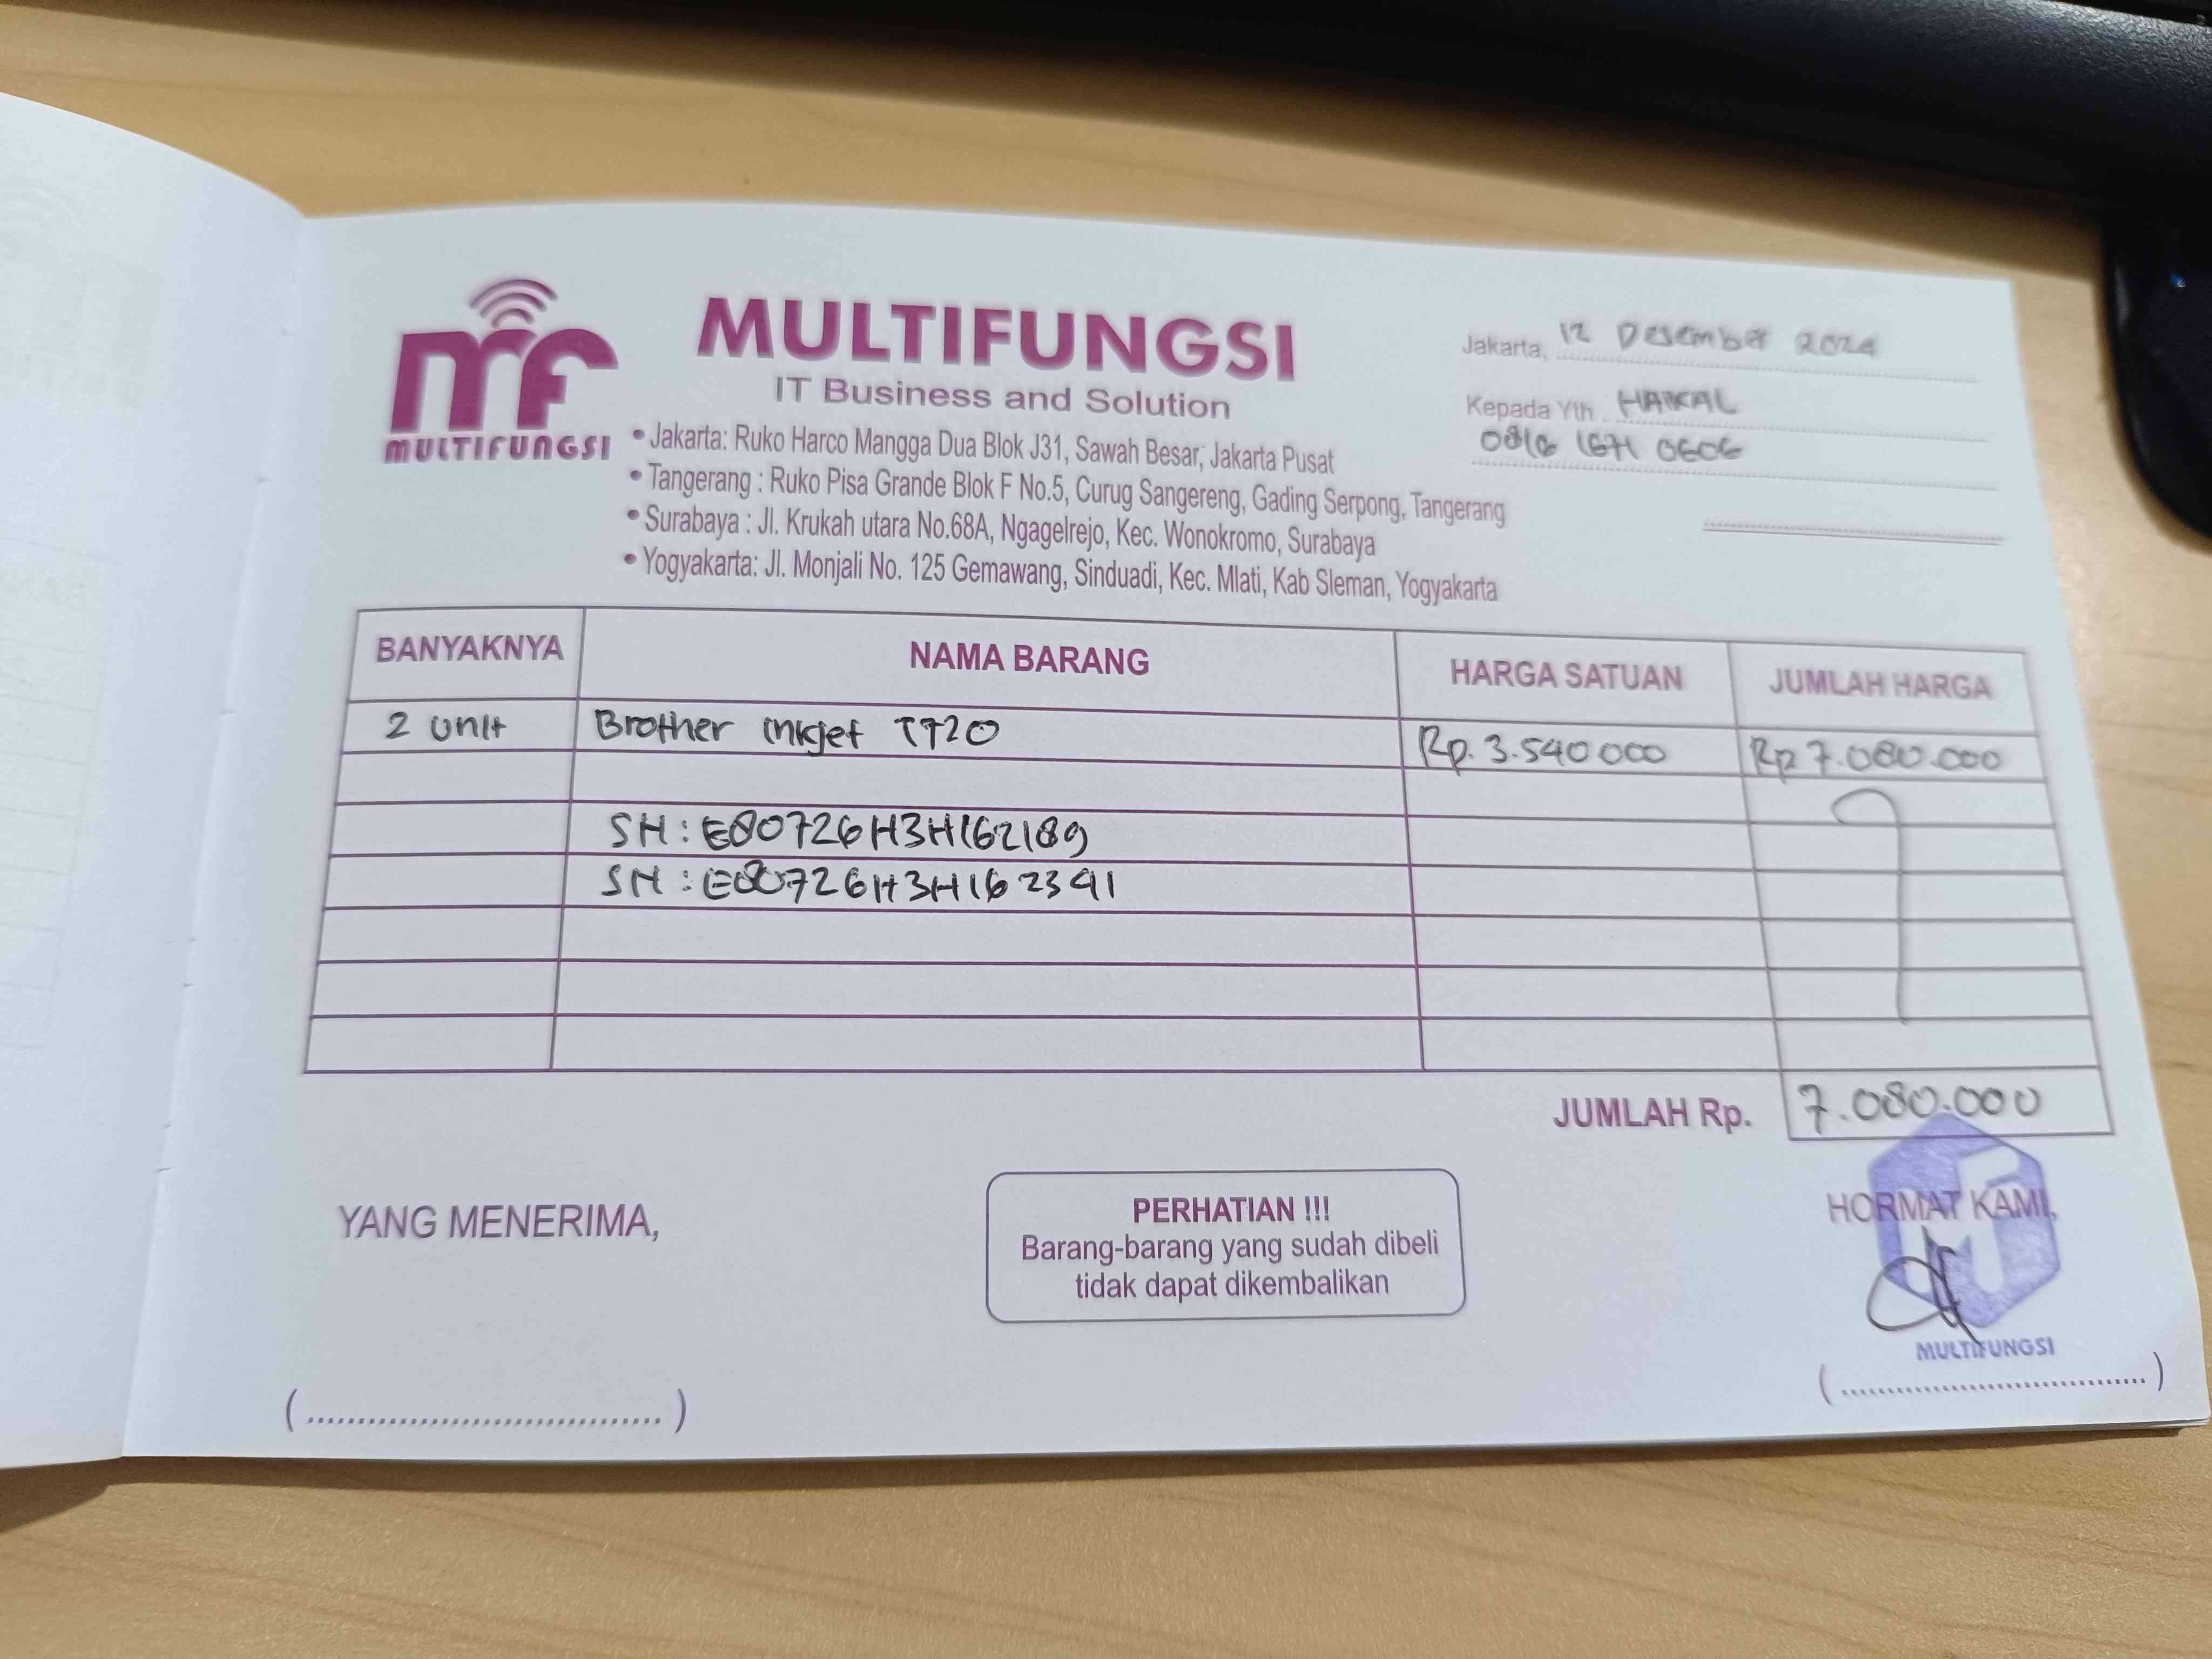 MULTIFUNGSI
MULTIFUNGSI
IT Business and Solution
• Jakarta: Ruko Harco Mangga Dua Blok J31, Sawah Besar, Jakarta Pusat
• Tangerang : Ruko Pisa Grande Blok F No.5, Curug Sangereng, Gading Serpong, Tangerang
• Surabaya : Jl. Krukah utara No.68A, Ngagelrejo, Kec. Wonokromo, Surabaya
• Yogyakarta: Jl. Monjali No. 125 Gemawang, Sinduadi, Kec. Mlati, Kab Sleman, Yogyakarta
Jakarta, 12 Desember 2024
Kepada Yth. HAIKAL
BANYAKNYA NAMA BARANG HARGA SATUAN JUMLAH HARGA
2 unit Brother inkjet T720 Rp. 3.540 000 Rp 7.080.000
SN : E80726H3H162189
SN : E80726H3H162341
JUMLAH Rp. 7.080.000
YANG MENERIMA,
PERHATIAN !!!
Barang-barang yang sudah dibeli
tidak dapat dikembalikan
HORMAT KAMI,
MULTIFUNGSI